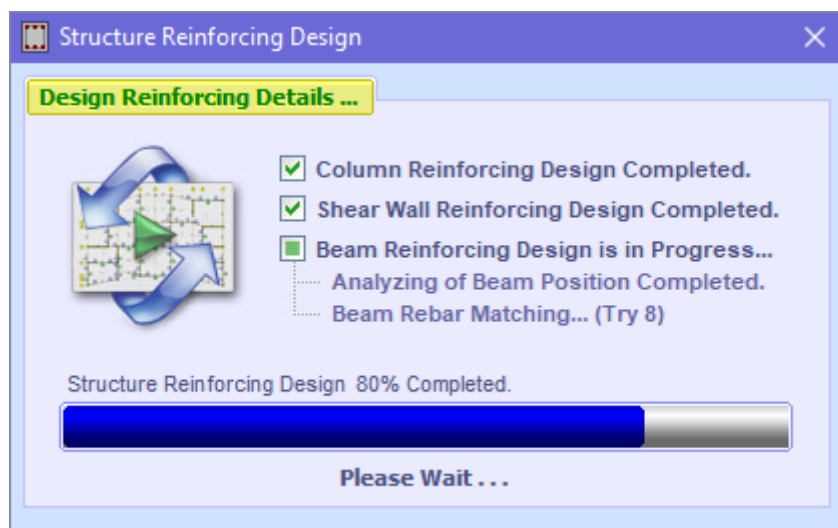 Structure Reinforcing Design
Design Reinforcing Details ...
Column Reinforcing Design Completed.
Shear Wall Reinforcing Design Completed.
Beam Reinforcing Design is in Progress...
Analyzing of Beam Position Completed.
Beam Rebar Matching... (Try 8)
Structure Reinforcing Design 80% Completed.
Please Wait . . .